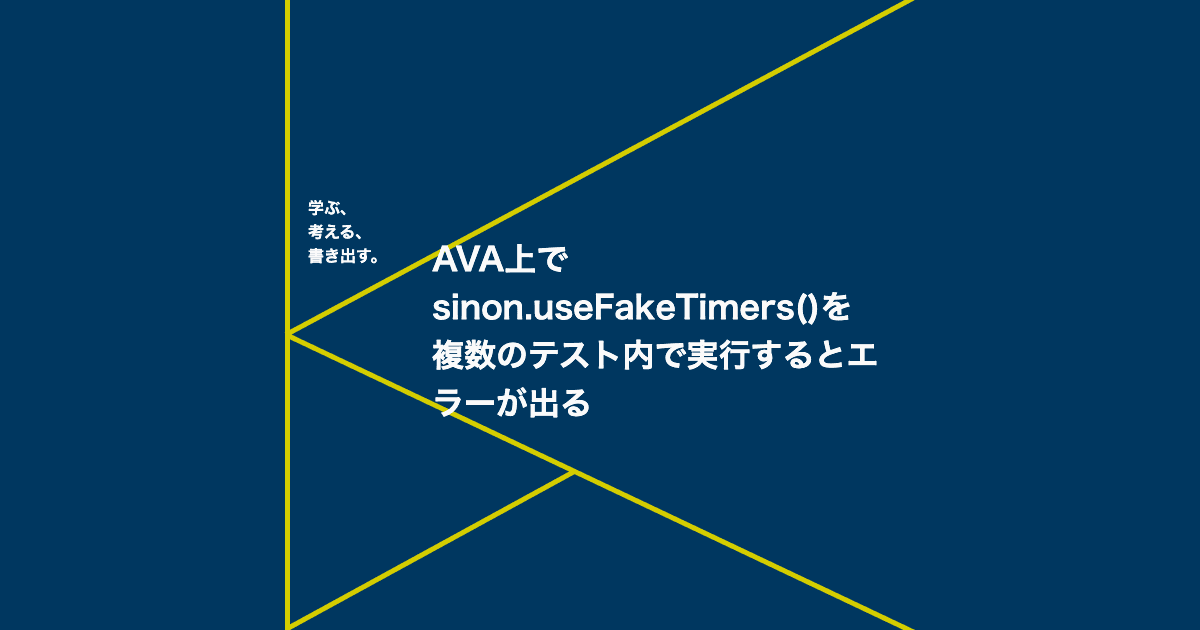 学ぶ、
考える、
書き出す。
AVA上で
sinon.useFakeTimers()を
複数のテスト内で実行するとエ
ラーが出る